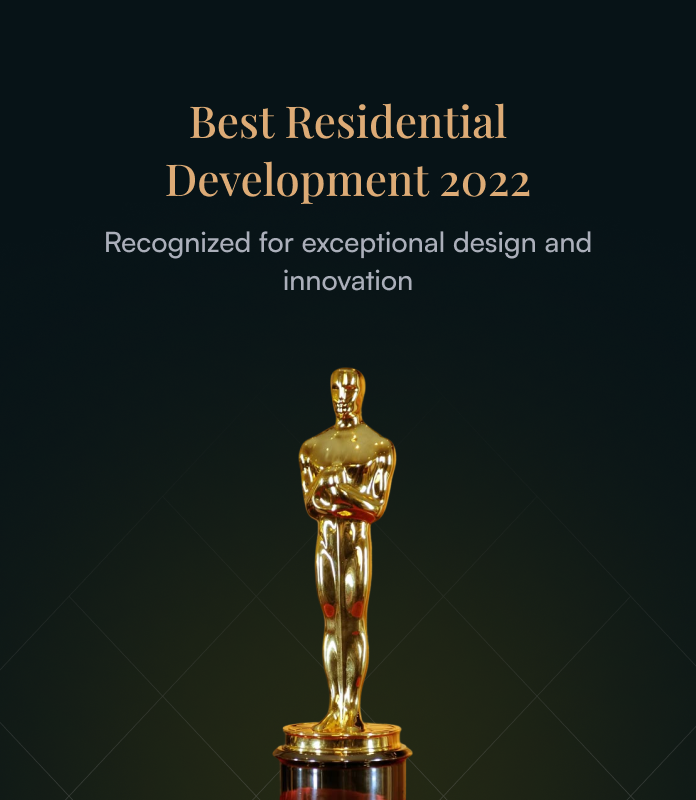 Best Residential
Development 2022
Recognized for exceptional design and
innovation